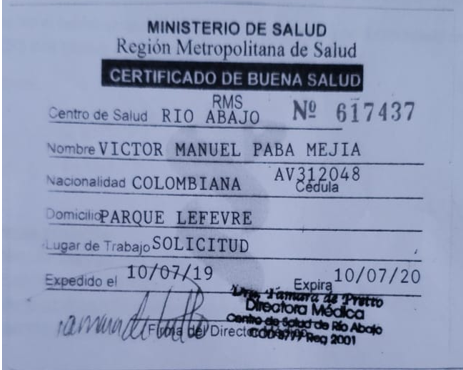 MINISTERIO DE SALUD
Región Metropolitana de Salud
CERTIFICADO DE BUENA SALUD
RMS
Centro de Salud RIO ABAJO Nº 617437
Nombre VICTOR MANUEL PABA MEJIA
Nacionalidad COLOMBIANA AV312048
Cédula
Domicilio PARQUE LEFEVRE
Lugar de Trabajo SOLICITUD
Expedido el 10/07/19 Expira 10/07/20
Dra. Tamara de Pretto
Directora Médica
Centro de Salud de Río Abajo
Reg 2001
Firma del Director